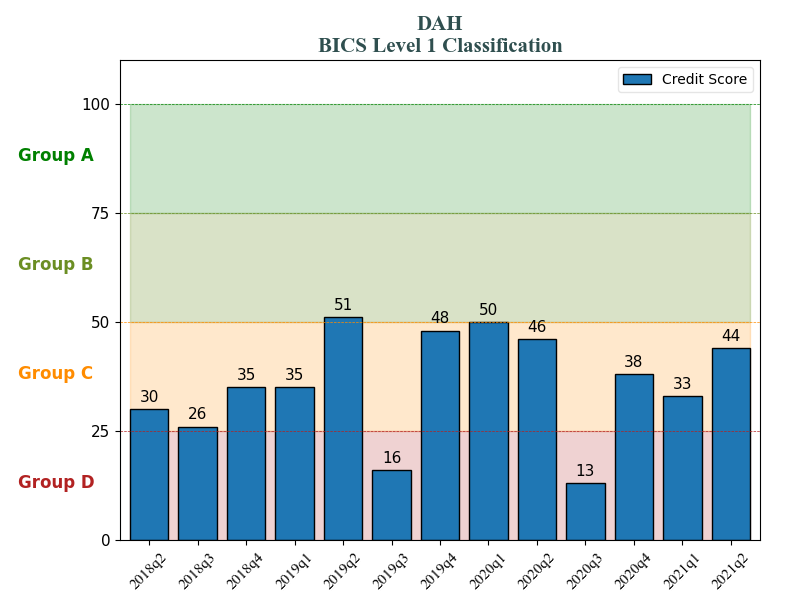 DAH
BICS Level 1 Classification
Credit Score
100
Group A
75
Group B
50
Group C
25
Group D
0
30
26
35
35
51
16
48
50
46
13
38
33
44
2018q2
2018q3
2018q4
2019q1
2019q2
2019q3
2019q4
2020q1
2020q2
2020q3
2020q4
2021q1
2021q2